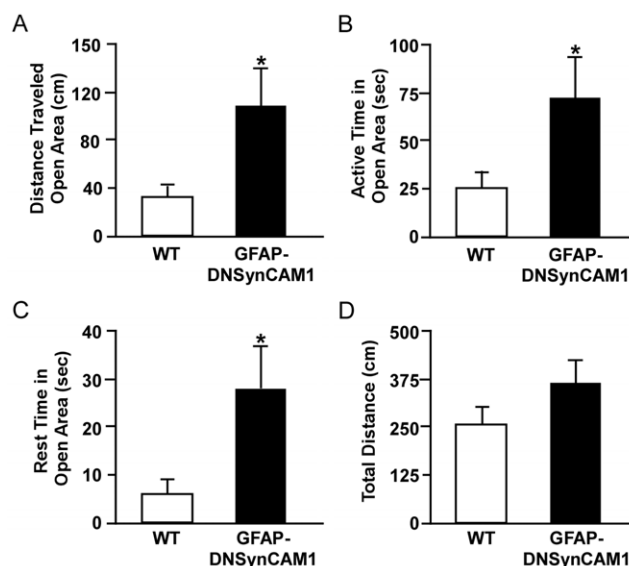 A
Distance Traveled
Open Area (cm)
150
120
80
40
0
*
WT
GFAP-
DNSynCAM1
B
Active Time in
Open Area (sec)
100
75
50
25
0
*
WT
GFAP-
DNSynCAM1
C
Rest Time in
Open Area (sec)
40
30
20
10
0
*
WT
GFAP-
DNSynCAM1
D
Total Distance (cm)
500
375
250
125
0
WT
GFAP-
DNSynCAM1